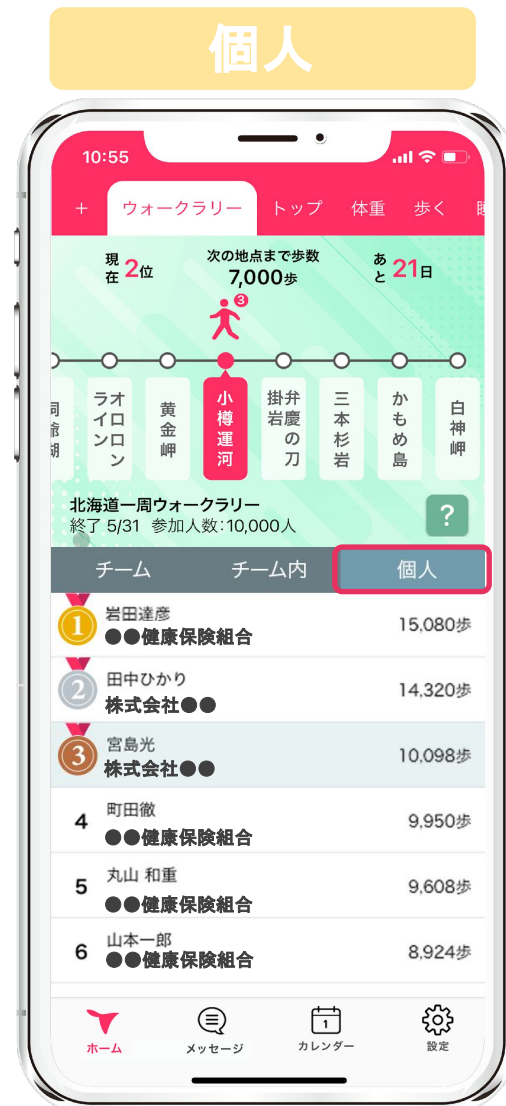 個人
10:55
+ ウォークラリー トップ 体重 歩く
現在 2位
次の地点まで歩数
7,000歩
あと 21日
3
オロロンライン
黄金岬
小樽運河
弁慶の刀掛岩
三本杉岩
かもめ島
白神岬
北海道一周ウォークラリー
終了 5/31 参加人数:10,000人
?
チーム チーム内 個人
1 岩田達彦 15,080歩
●●健康保険組合
2 田中ひかり 14,320歩
株式会社●●
3 宮島光 10,098歩
株式会社●●
4 町田徹 9,950歩
●●健康保険組合
5 丸山 和重 9,608歩
●●健康保険組合
6 山本一郎 8,924歩
●●健康保険組合
1
ホーム メッセージ カレンダー 設定